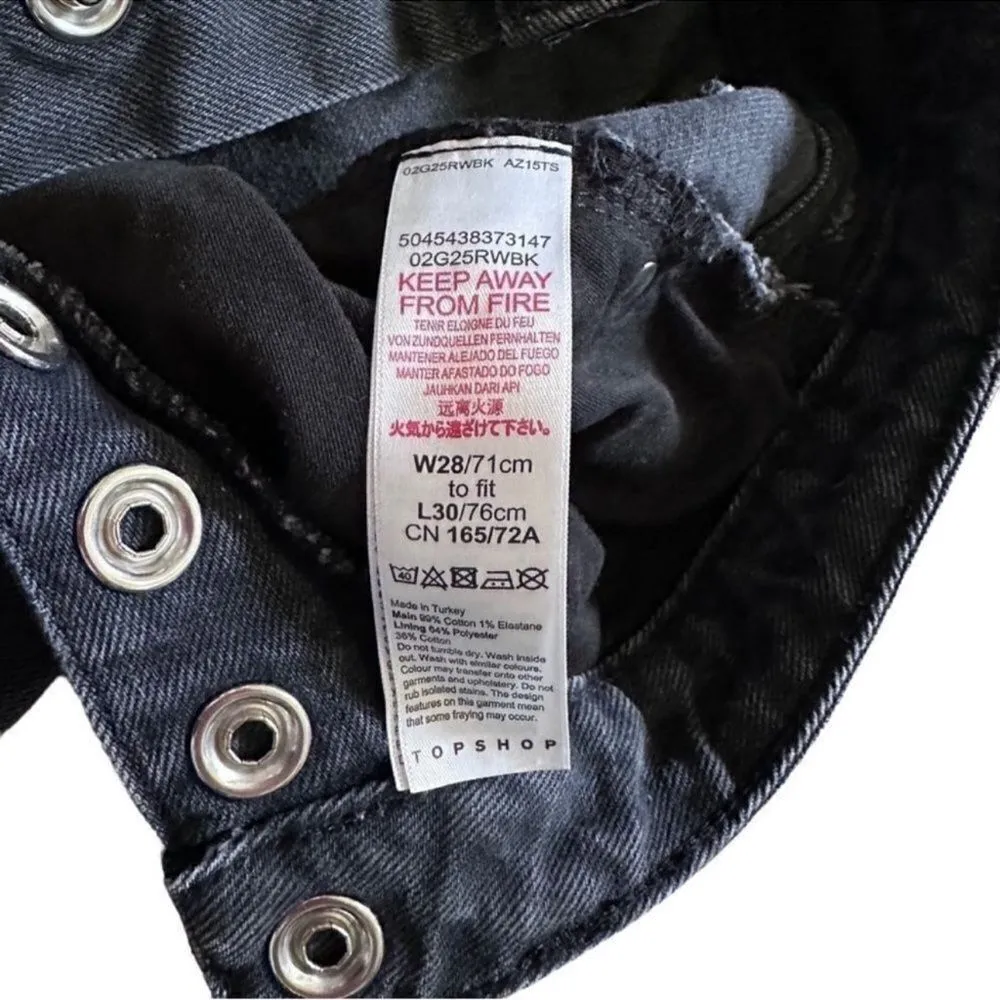 02G25RWBK AZ15TS
5045438373147
02G25RWBK
KEEP AWAY
FROM FIRE
TENIR ELOIGNE DU FEU
VON ZUNDQUELLEN FERNHALTEN
MANTENER ALEJADO DEL FUEGO
MANTER AFASTADO DO FOGO
JAUHKAN DARI API
远离火源
火気から遠ざけて下さい。
W28/71cm
to fit
L30/76cm
CN 165/72A
40
Made in Turkey
Main 99% Cotton 1% Elastane
Lining 64% Polyester
36% Cotton
Do not tumble dry. Wash inside
out. Wash with similar colours.
Colour may transfer onto other
garments and upholstery. Do not
rub isolated stains. The design
features on this garment mean
that some fraying may occur.
TOPSHOP